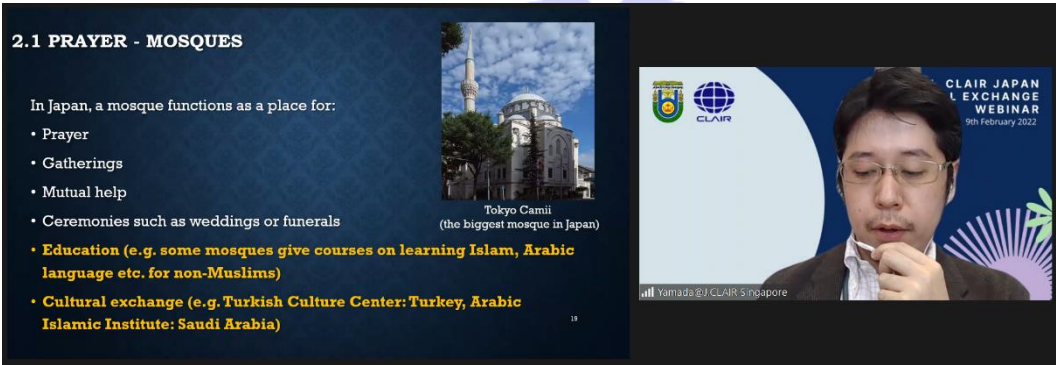 2.1 PRAYER - MOSQUES
In Japan, a mosque functions as a place for:
• Prayer
• Gatherings
• Mutual help
• Ceremonies such as weddings or funerals
• Education (e.g. some mosques give courses on learning Islam, Arabic
language etc. for non-Muslims)
• Cultural exchange (e.g. Turkish Culture Center: Turkey, Arabic
Islamic Institute: Saudi Arabia)
Tokyo Camii
(the biggest mosque in Japan)
19
CLAIR
CLAIR JAPAN
L EXCHANGE
WEBINAR
9th February 2022
Yamada@J.CLAIR Singapore